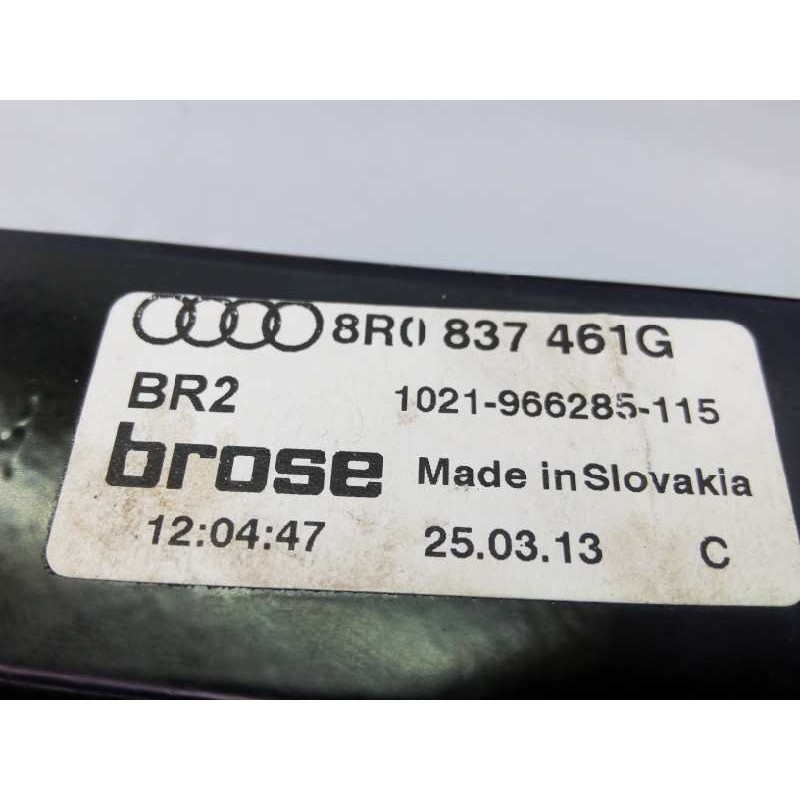 8R0 837 461G
BR2 1021-966285-115
brose Made in Slovakia
12:04:47 25.03.13 C